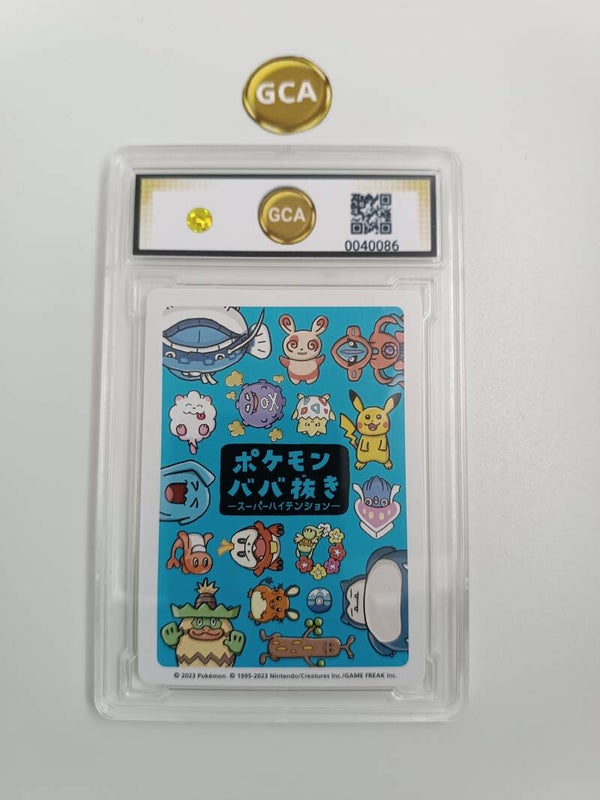 GCA
GCA
0040086
ポケモン
ババ抜き
ースーパーハイテンションー
© 2023 Pokémon. © 1995-2023 Nintendo/Creatures Inc./GAME FREAK inc.